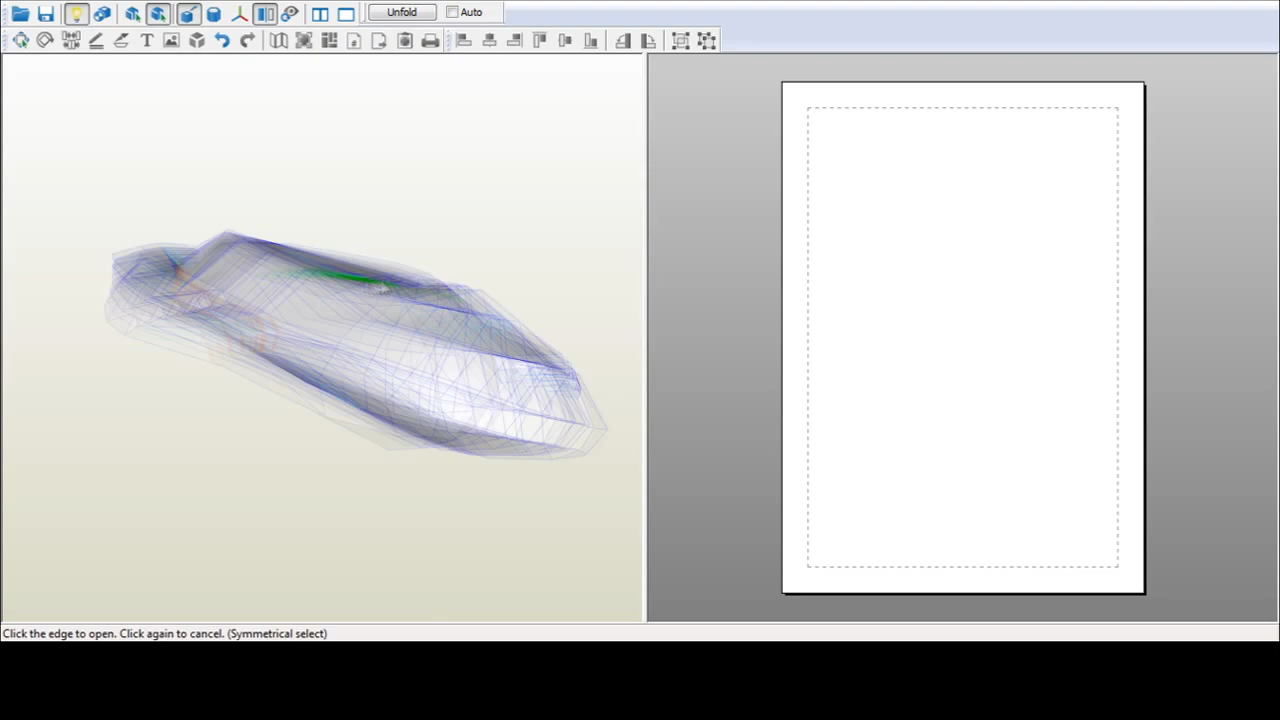 Unfold
Auto
Click the edge to open. Click again to cancel. (Symmetrical select)